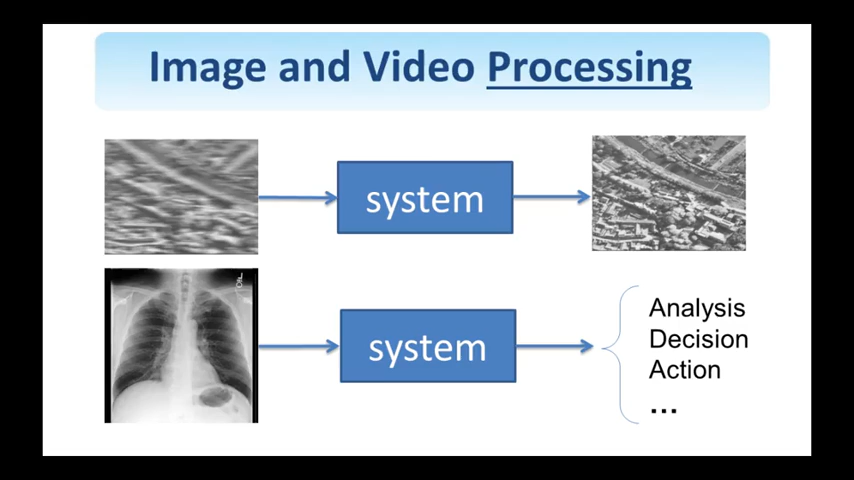 Image and Video Processing
system
system
Analysis
Decision
Action
...